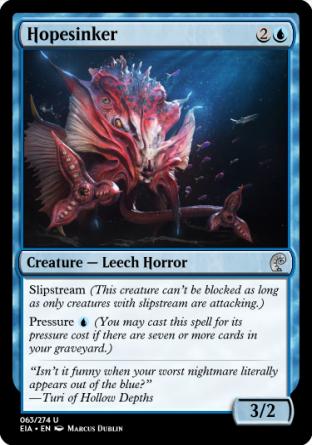 Hopesinker 2
Creature — Leech Horror
Slipstream (This creature can't be blocked as long
as only creatures with slipstream are attacking.)
Pressure (You may cast this spell for its
pressure cost if there are seven or more cards in
your graveyard.)
"Isn't it funny when your worst nightmare literally
appears out of the blue?"
—Turi of Hollow Depths
3/2
063/274 U
EIA • EN Marcus Dublin